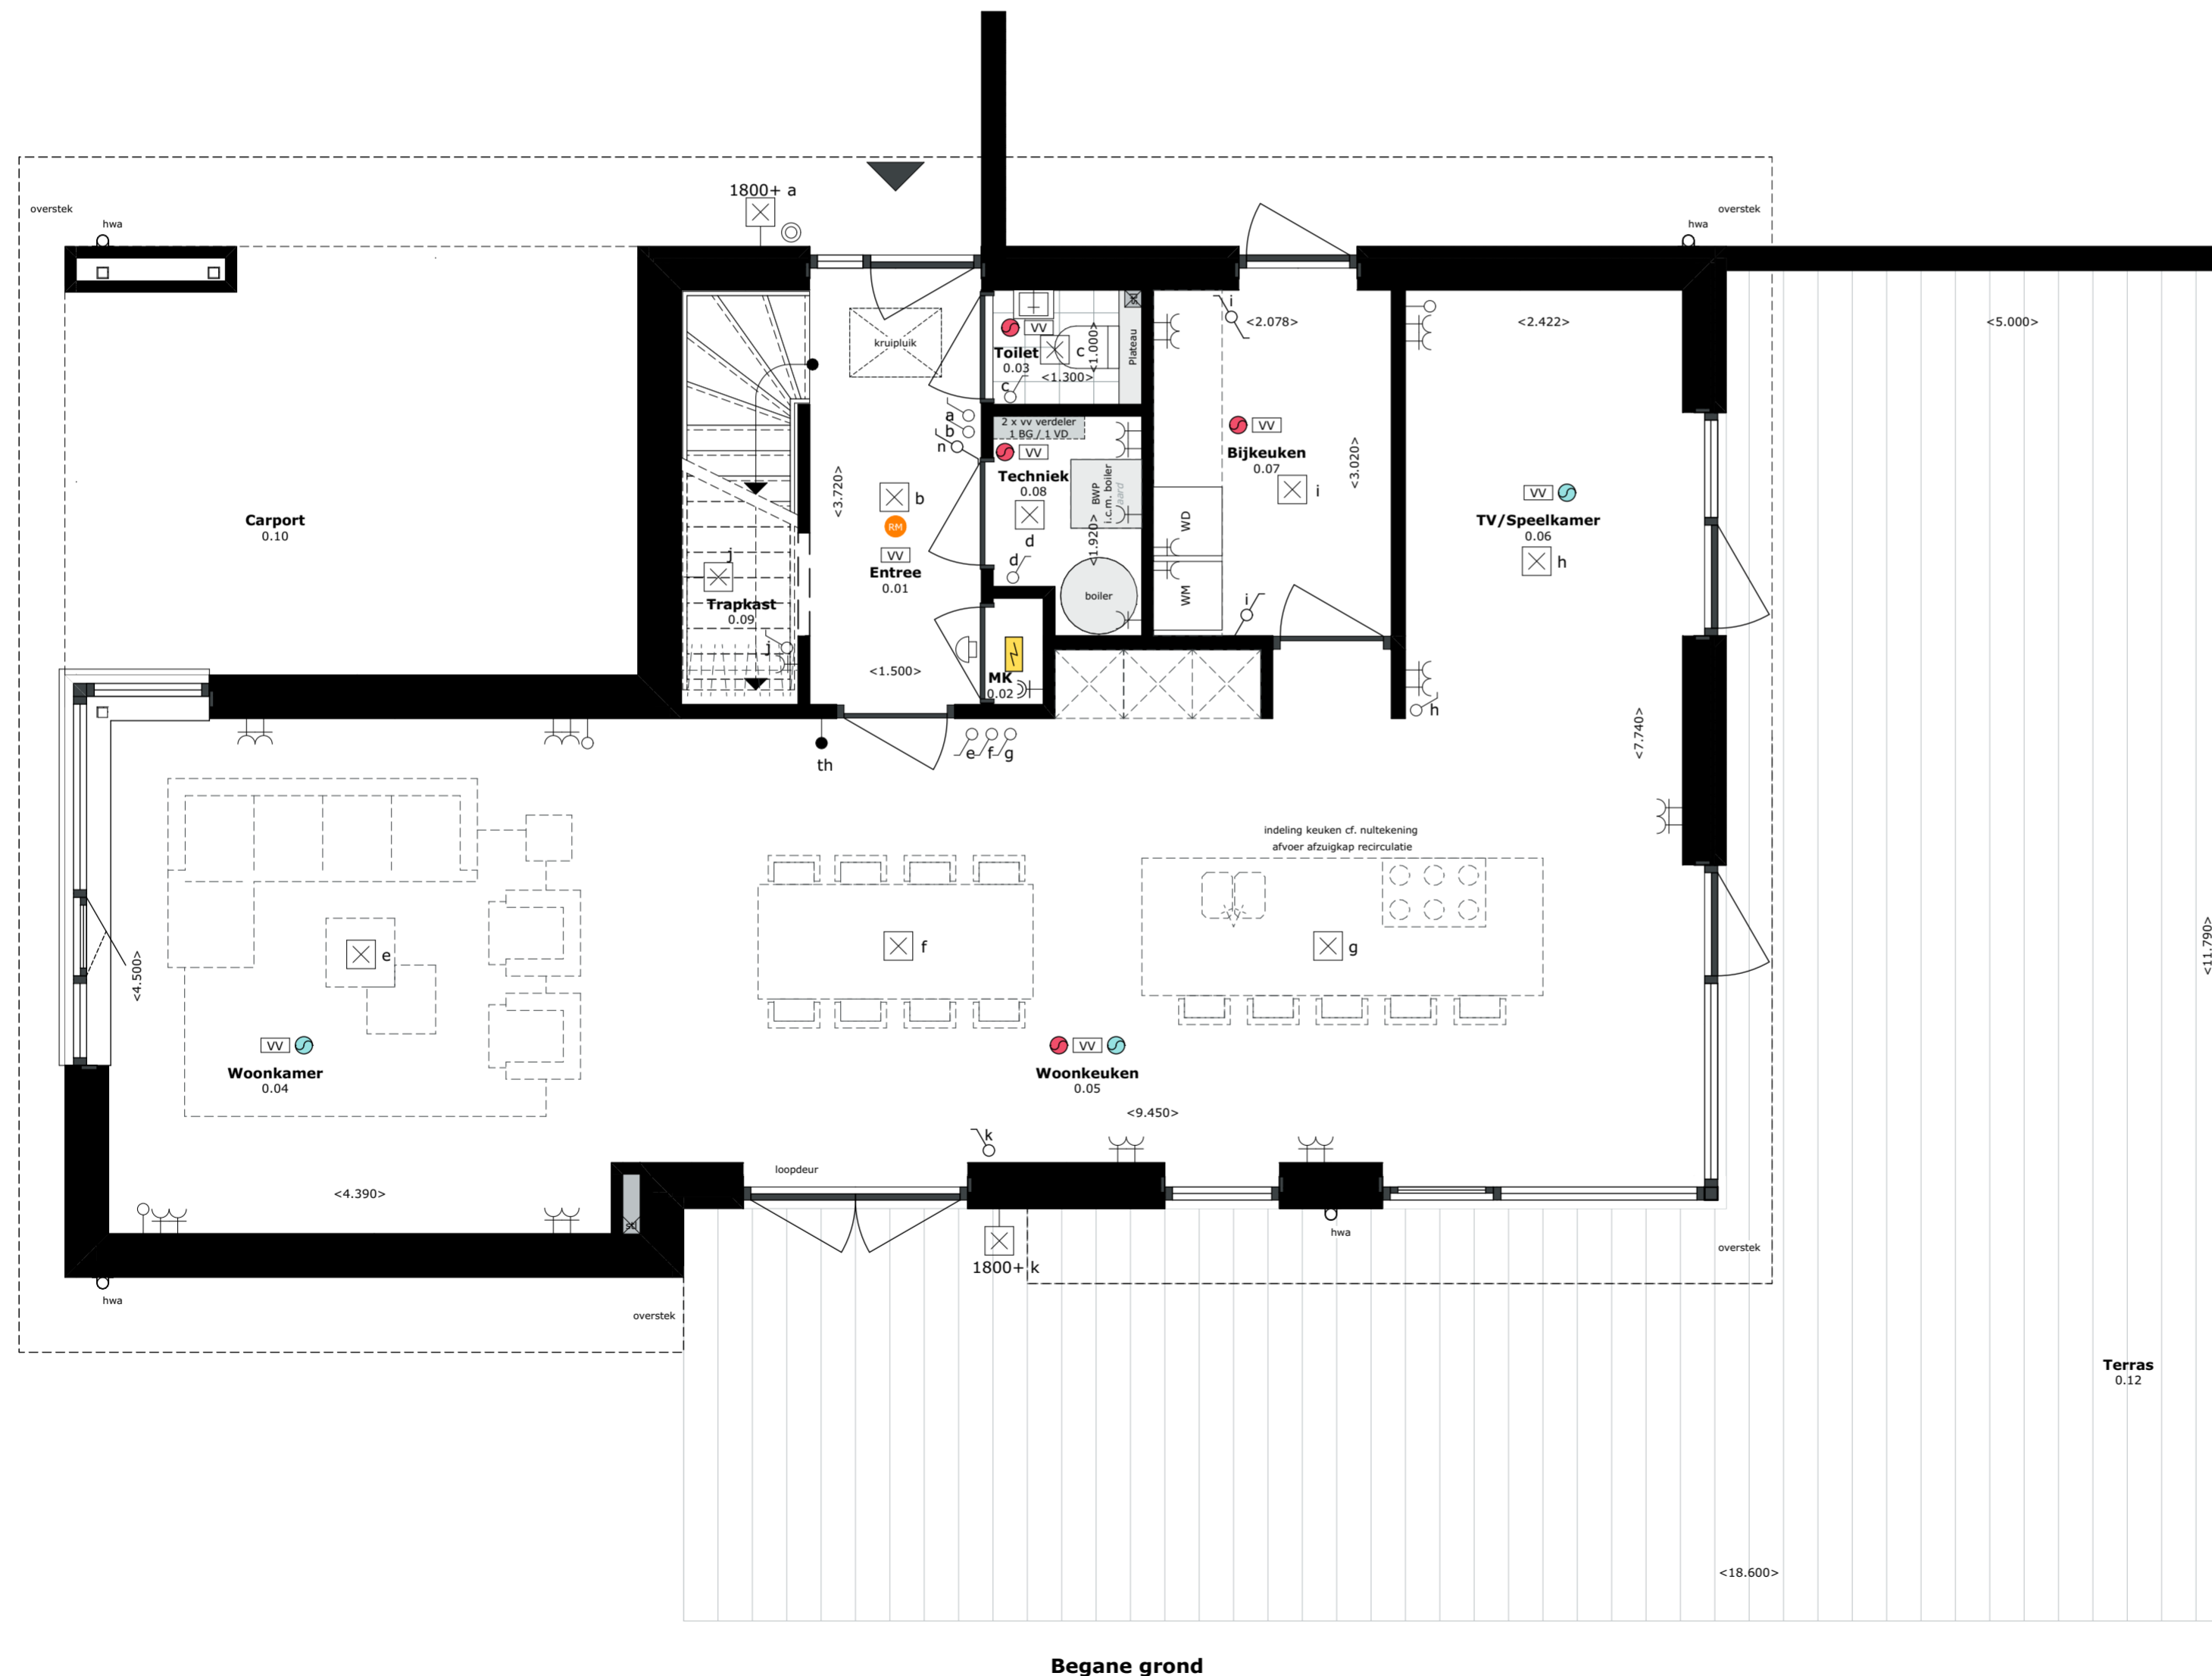 1800+ a
overstek
hwa
hwa
overstek
kruipluik
Toilet
0.03
VV
c
<1.000>
<1.300>
c
Plateau
i
<2.078>
<2.422>
<5.000>
a
b
n
2 x vv verdeler
1 BG / 1 VD
VV
Techniek
0.08
d
d
BWP
i.c.m. boiler
<1.920>
boiler
VV
Bijkeuken
0.07
i
<3.020>
WD
WM
i
VV
TV/Speelkamer
0.06
h
Carport
0.10
<3.720>
b
RM
VV
Entree
0.01
j
Trapkast
0.09
j
<1.500>
MK
0.02
h
<7.740>
th
e
f
g
indeling keuken cf. nultekening
afvoer afzuigkap recirculatie
<4.500>
e
f
g
<11.790>
VV
Woonkamer
0.04
VV
Woonkeuken
0.05
<9.450>
k
loopdeur
<4.390>
stl
1800+ k
hwa
overstek
hwa
overstek
Terras
0.12
<18.600>
Begane grond